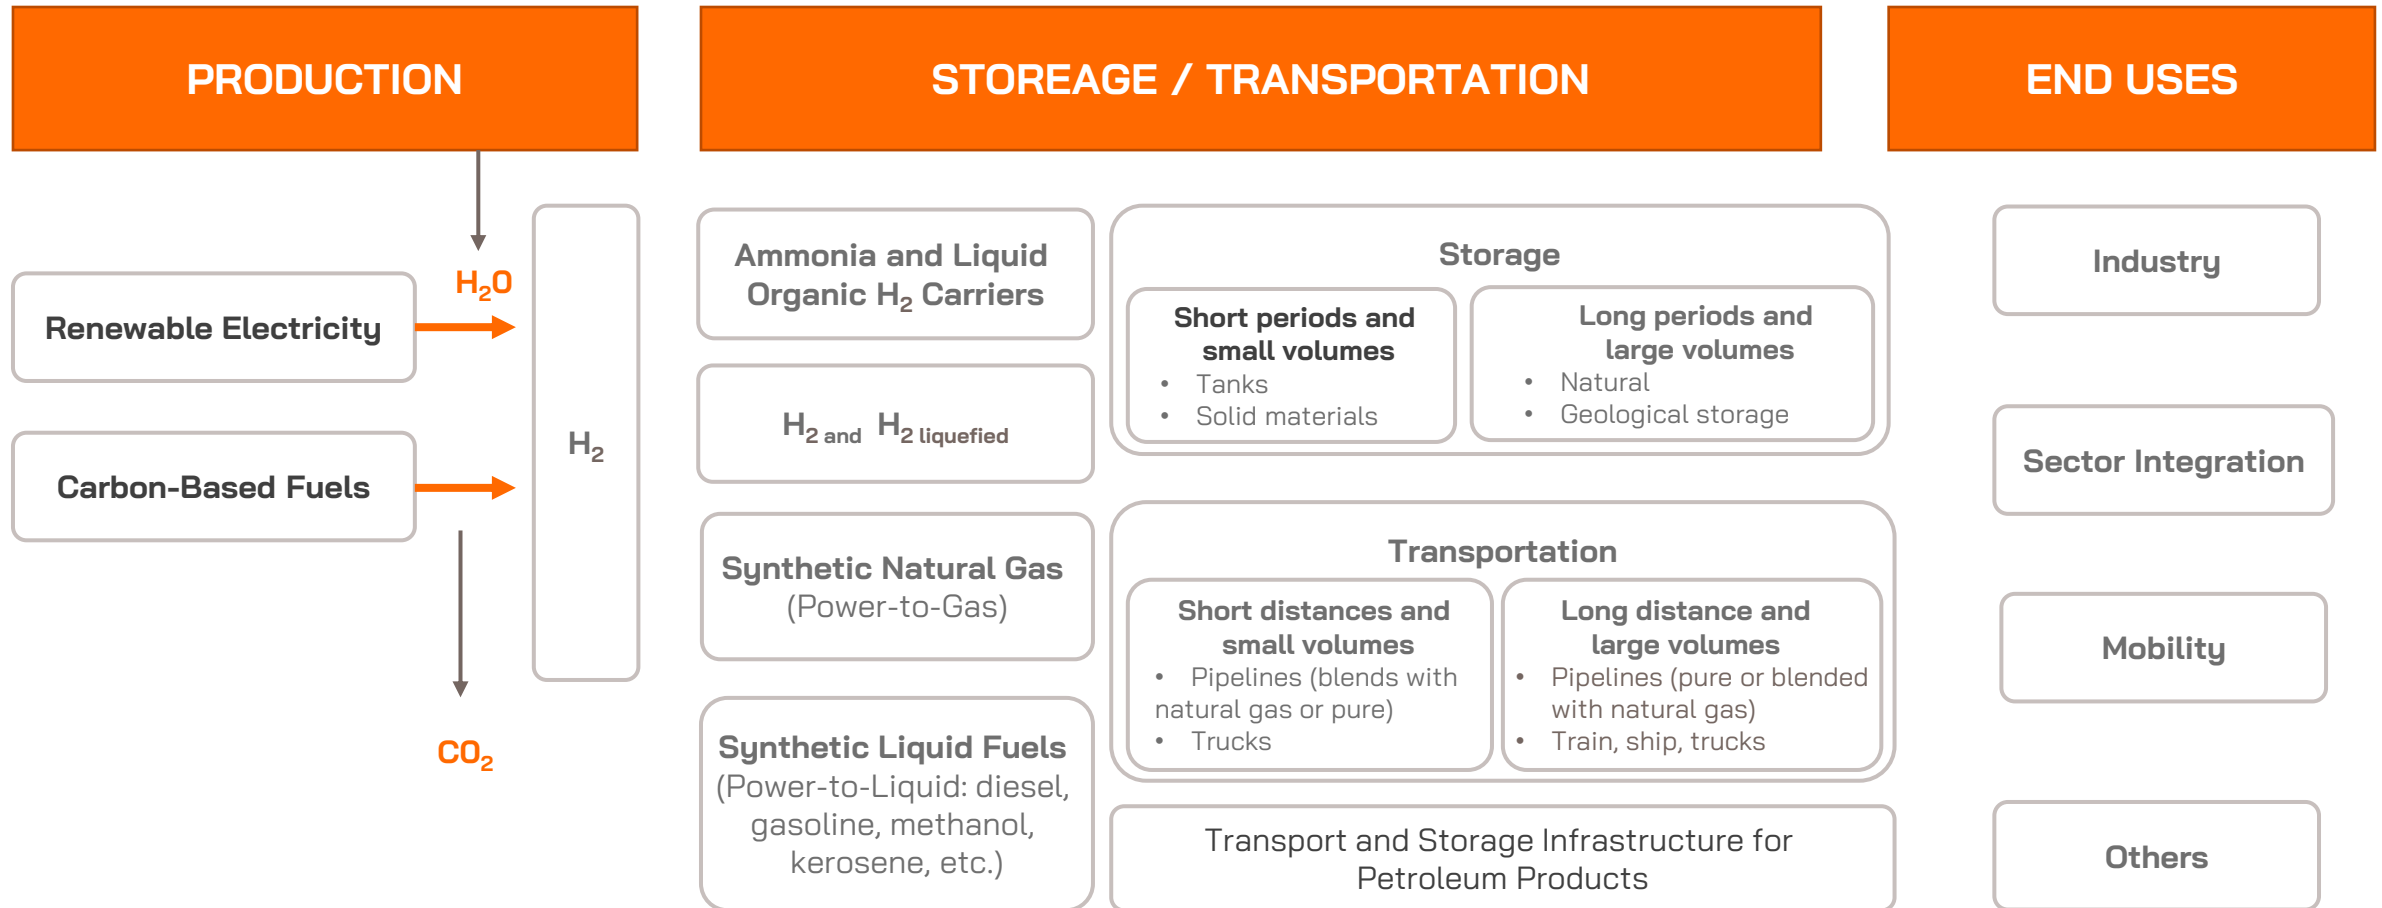 PRODUCTION
STOREAGE / TRANSPORTATION
END USES
H₂O
Renewable Electricity
Carbon-Based Fuels
CO₂
H₂
Ammonia and Liquid
Organic H₂ Carriers
H₂ and H₂ liquefied
Synthetic Natural Gas
(Power-to-Gas)
Synthetic Liquid Fuels
(Power-to-Liquid: diesel,
gasoline, methanol,
kerosene, etc.)
Storage
Short periods and
small volumes
• Tanks
• Solid materials
Long periods and
large volumes
• Natural
• Geological storage
Transportation
Short distances and
small volumes
• Pipelines (blends with
natural gas or pure)
• Trucks
Long distance and
large volumes
• Pipelines (pure or blended
with natural gas)
• Train, ship, trucks
Transport and Storage Infrastructure for
Petroleum Products
Industry
Sector Integration
Mobility
Others